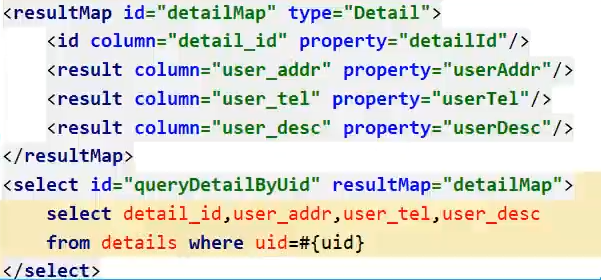 <resultMap id="detailMap" type="Detail">
    <id column="detail_id" property="detailId"/>
    <result column="user_addr" property="userAddr"/>
    <result column="user_tel" property="userTel"/>
    <result column="user_desc" property="userDesc"/>
</resultMap>
<select id="queryDetailByUid" resultMap="detailMap">
    select detail_id,user_addr,user_tel,user_desc
    from details where uid=#{uid}
</select>